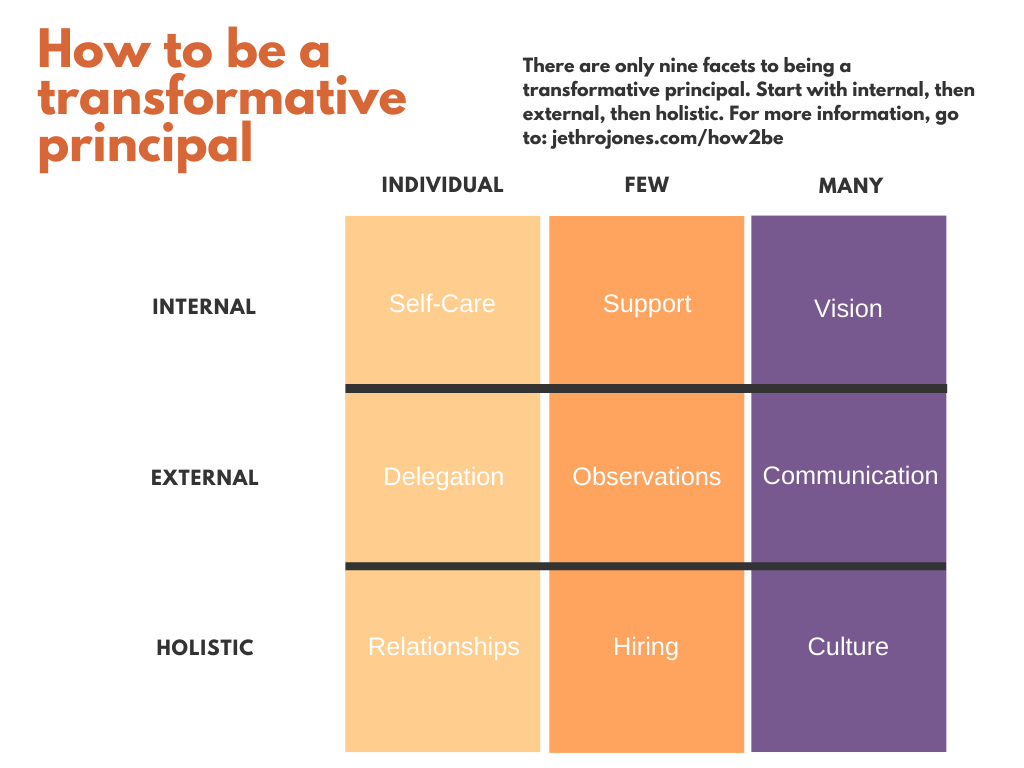 How to be a
transformative
principal
There are only nine facets to being a
transformative principal. Start with internal, then
external, then holistic. For more information, go
to: jethrojones.com/how2be
INDIVIDUAL FEW MANY
INTERNAL Self-Care Support Vision
EXTERNAL Delegation Observations Communication
HOLISTIC Relationships Hiring Culture